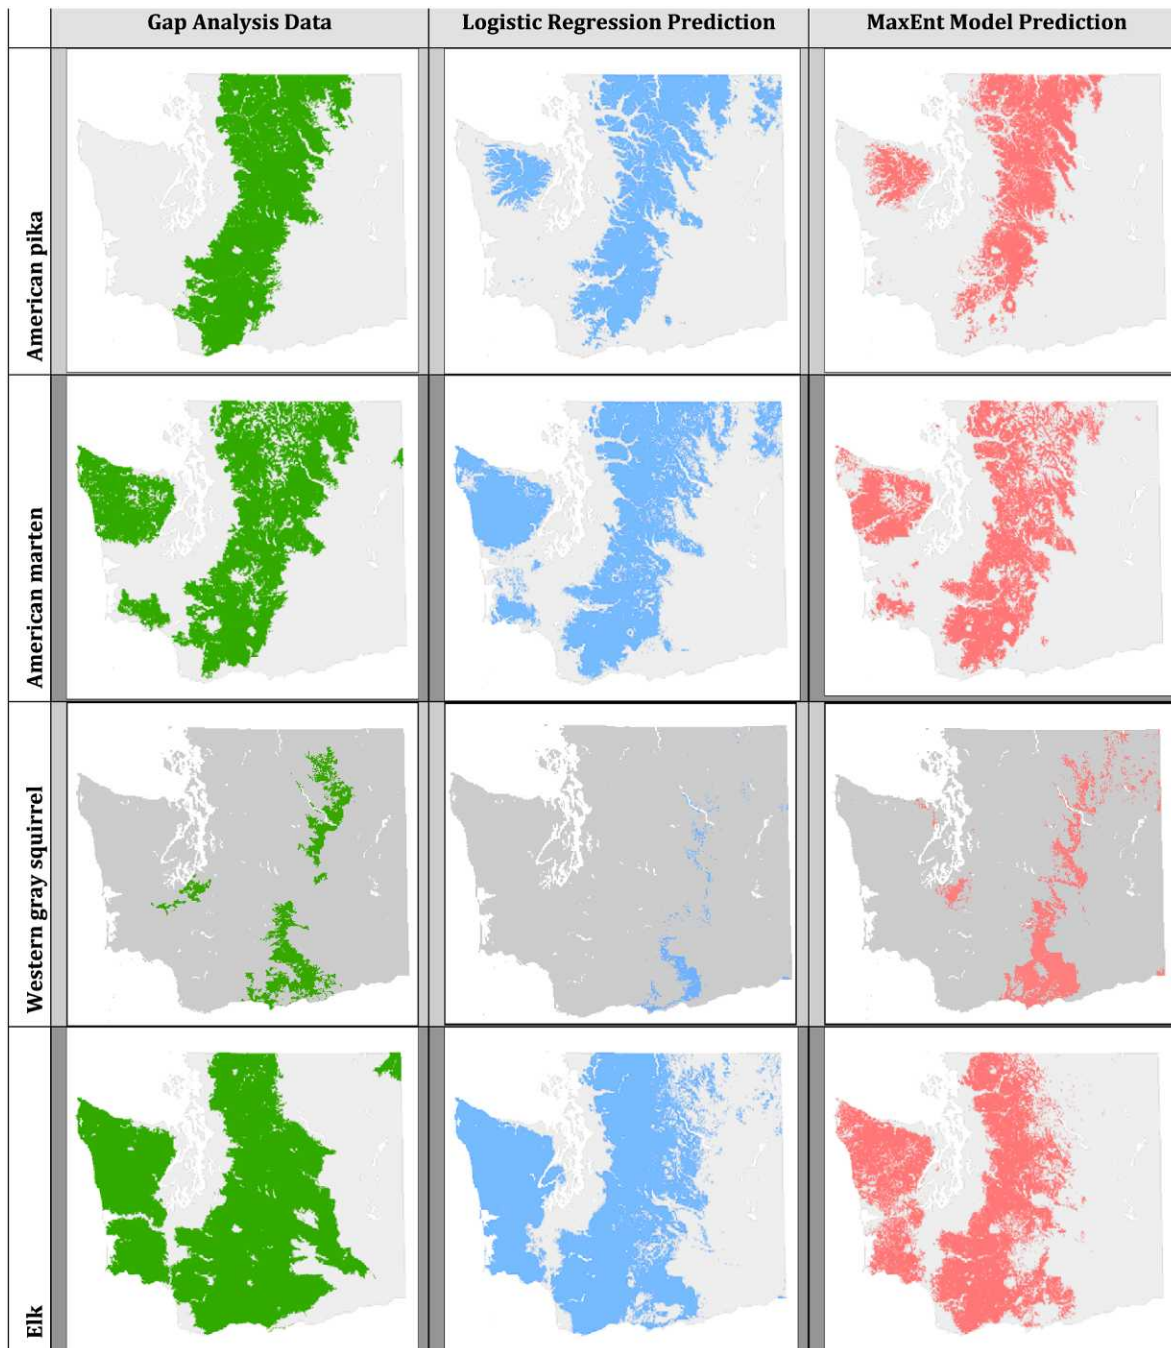 Gap Analysis Data
Logistic Regression Prediction
MaxEnt Model Prediction
American pika
American marten
Western gray squirrel
Elk